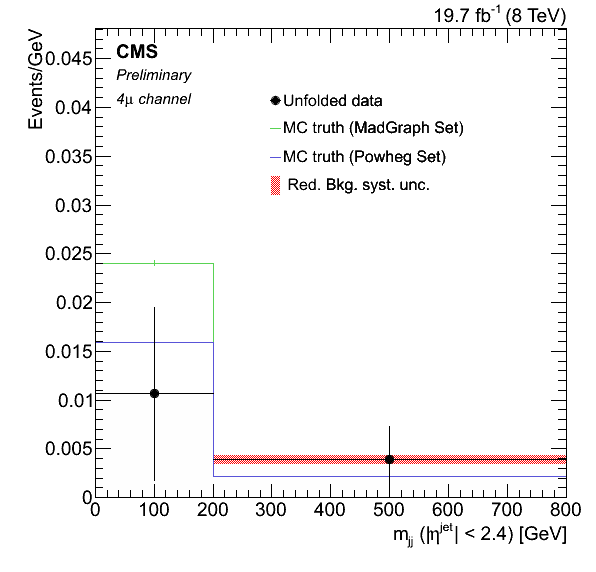 19.7 fb⁻¹ (8 TeV)
Events/GeV
CMS
Preliminary
4μ channel
Unfolded data
MC truth (MadGraph Set)
MC truth (Powheg Set)
Red. Bkg. syst. unc.
0.045
0.04
0.035
0.03
0.025
0.02
0.015
0.01
0.005
0
0 100 200 300 400 500 600 700 800
m_jj (|η^jet| < 2.4) [GeV]